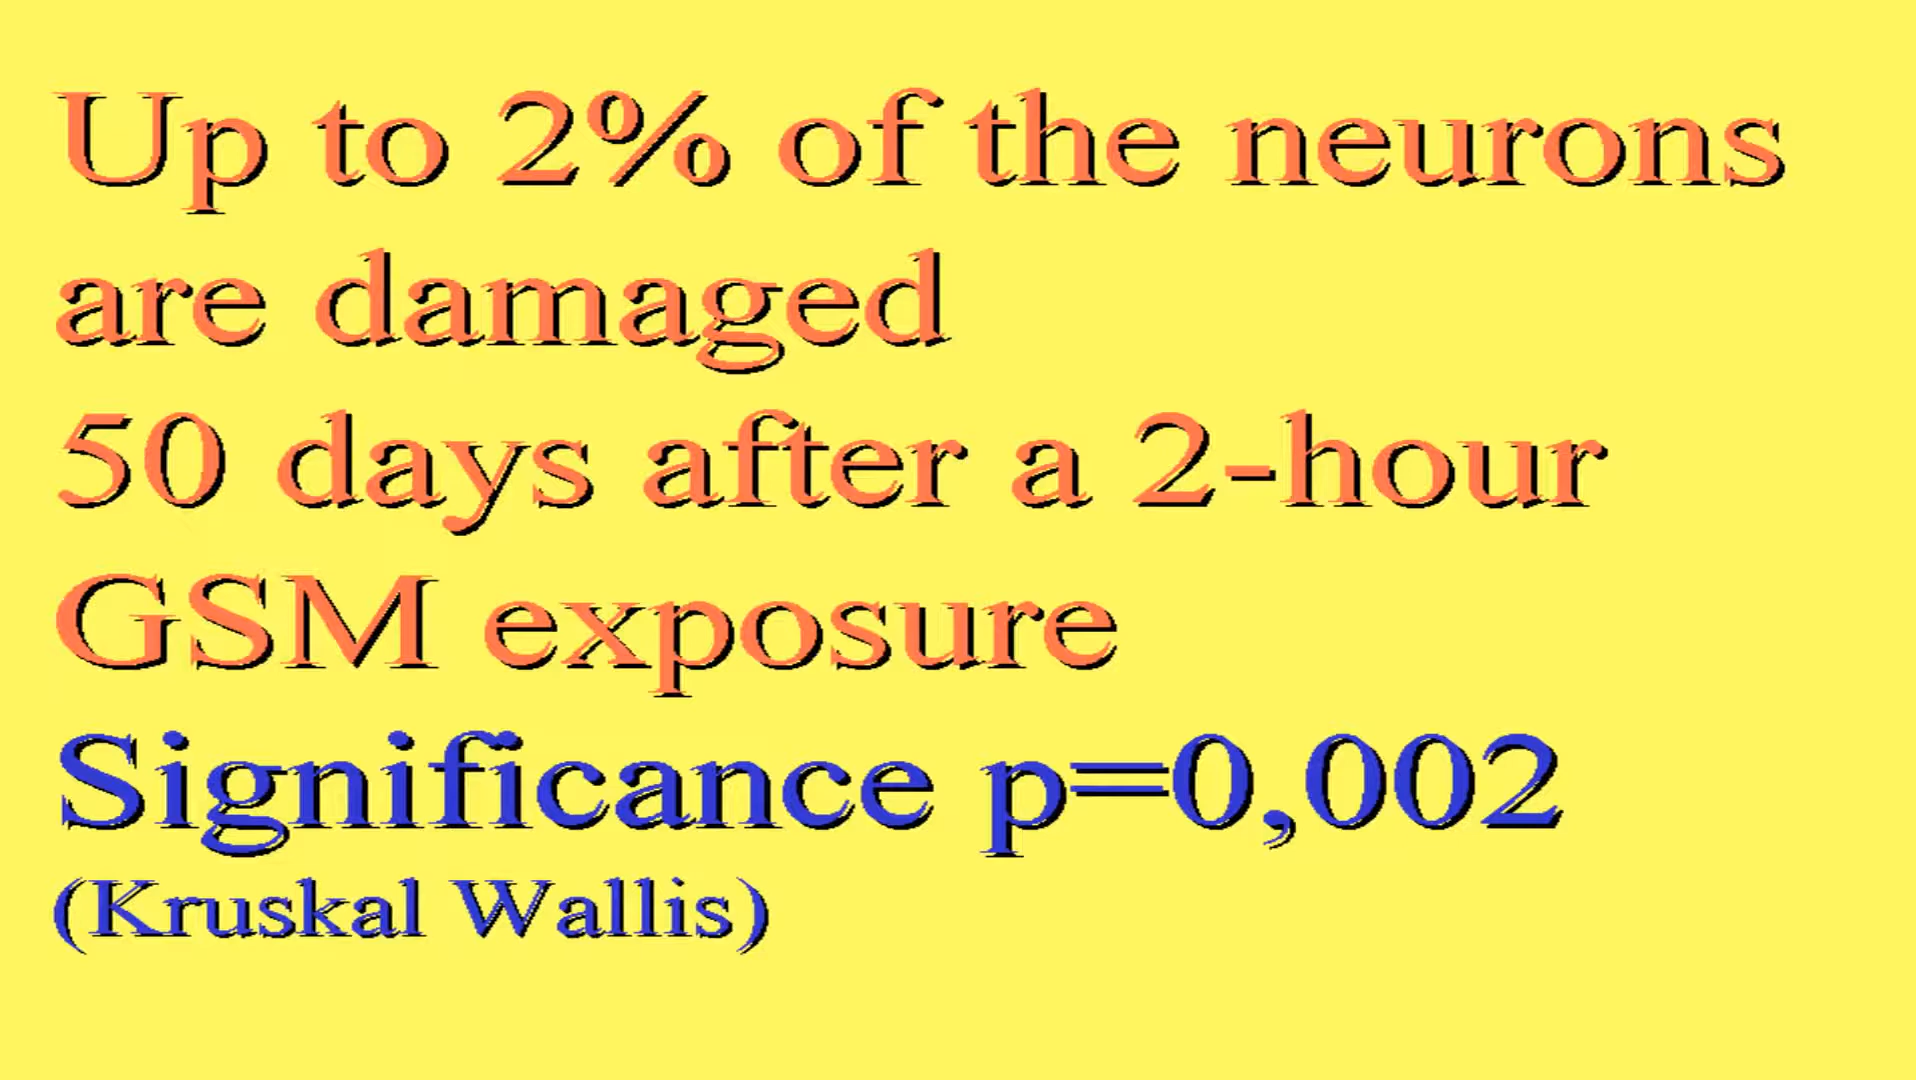 Up to 2% of the neurons
are damaged
50 days after a 2-hour
GSM exposure
Significance p=0,002
(Kruskal Wallis)